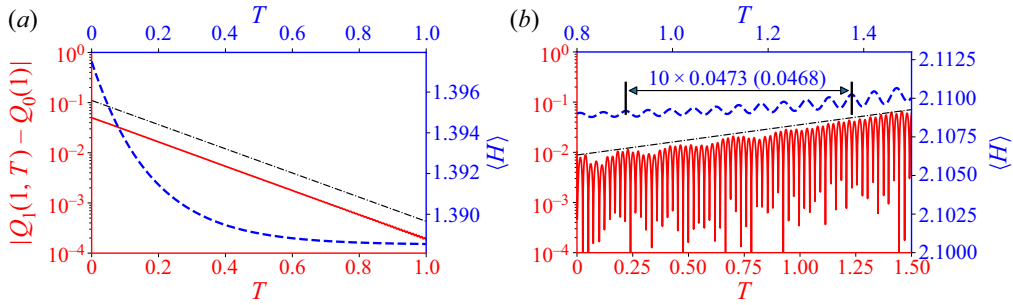 (a)
T
0 0.2 0.4 0.6 0.8 1.0
10⁰
10⁻¹
10⁻²
10⁻³
10⁻⁴
|Q₁(1, T) – Q₀(1)|
1.396
1.394
1.392
1.390
⟨H⟩
0 0.2 0.4 0.6 0.8 1.0
T
(b)
T
0.8 1.0 1.2 1.4
10⁰
10⁻¹
10⁻²
10⁻³
10⁻⁴
10 × 0.0473 (0.0468)
2.1125
2.1100
2.1075
2.1050
2.1025
2.1000
⟨H⟩
0 0.25 0.50 0.75 1.00 1.25 1.50
T